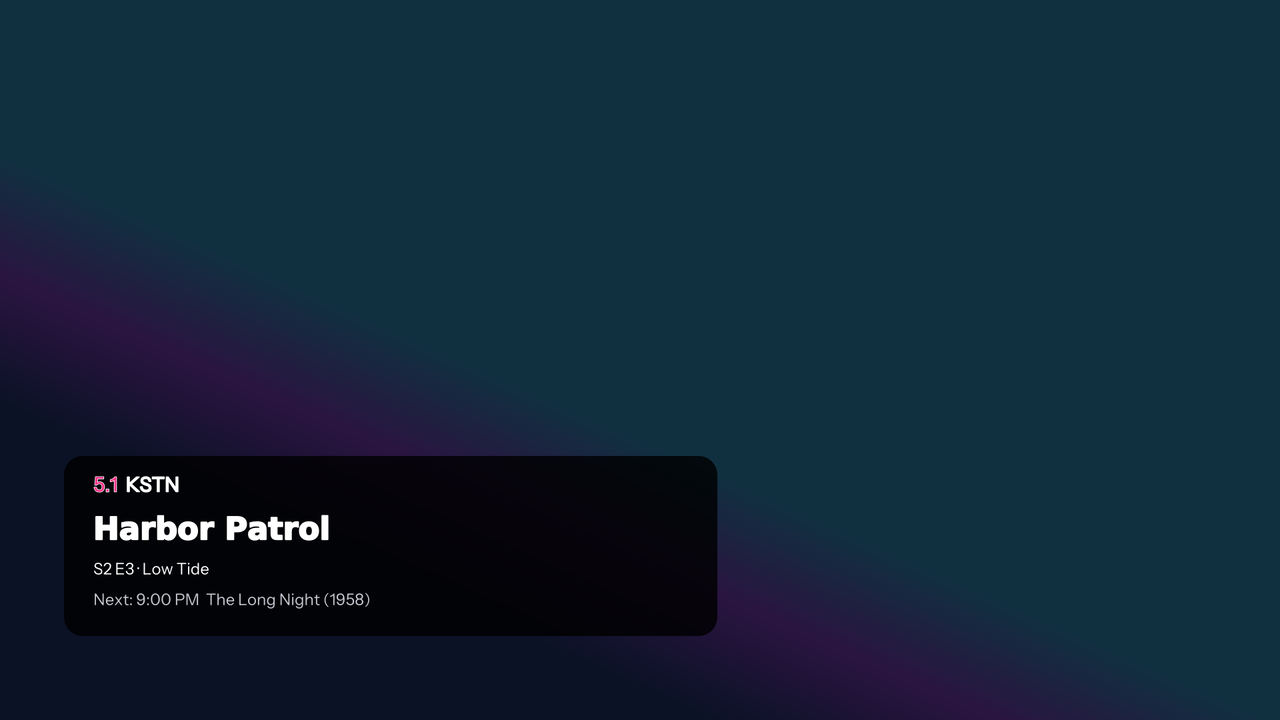 5.1 KSTN
Harbor Patrol
S2 E3 · Low Tide
Next: 9:00 PM The Long Night (1958)